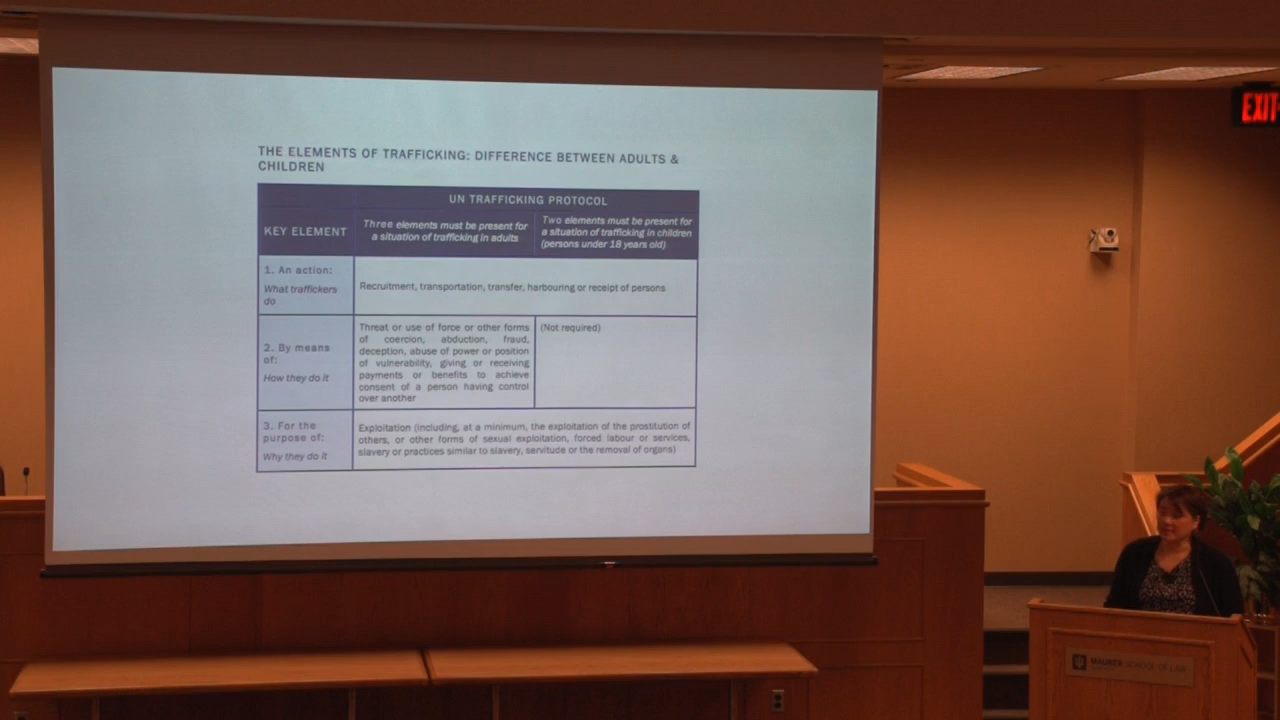 THE ELEMENTS OF TRAFFICKING: DIFFERENCE BETWEEN ADULTS &
CHILDREN
UN TRAFFICKING PROTOCOL
KEY ELEMENT
Three elements must be present for
a situation of trafficking in adults
Two elements must be present for
a situation of trafficking in children
(persons under 18 years old)
1. An action:
What traffickers
do
Recruitment, transportation, transfer, harbouring or receipt of persons
2. By means
of:
How they do it
Threat or use of force or other forms
of coercion, abduction, fraud,
deception, abuse of power or position
of vulnerability, giving or receiving
payments or benefits to achieve
consent of a person having control
over another
(Not required)
3. For the
purpose of:
Why they do it
Exploitation (including, at a minimum, the exploitation of the prostitution of
others, or other forms of sexual exploitation, forced labour or services,
slavery or practices similar to slavery, servitude or the removal of organs)
EXIT
MAURER SCHOOL OF LAW